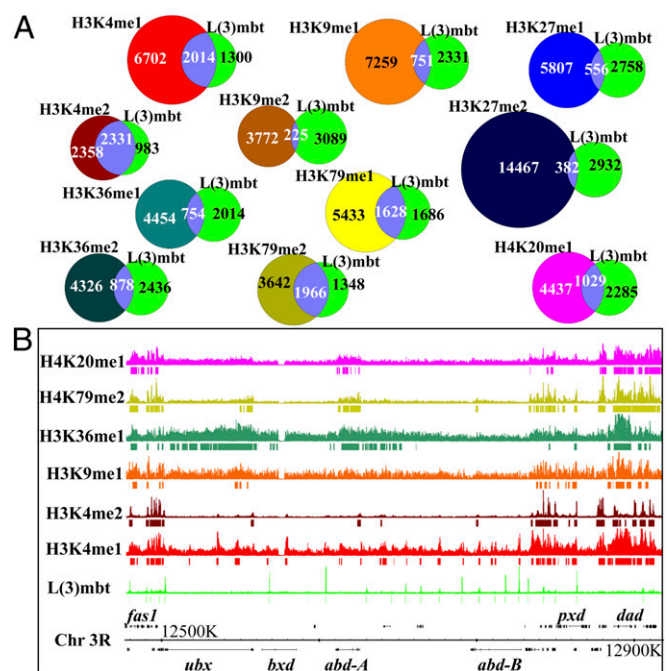 A
H3K4me1
L(3)mbt
6702
2014
1300
H3K9me1
L(3)mbt
7259
751
2331
H3K27me1
L(3)mbt
5807
556
2758
H3K4me2
L(3)mbt
2358
2331
983
H3K9me2
L(3)mbt
3772
225
3089
H3K27me2
L(3)mbt
14467
382
2932
H3K36me1
L(3)mbt
4454
754
2014
H3K79me1
L(3)mbt
5433
1628
1686
H3K36me2
L(3)mbt
4326
878
2436
H3K79me2
L(3)mbt
3642
1966
1348
H4K20me1
L(3)mbt
4437
1029
2285
B
H4K20me1
H4K79me2
H3K36me1
H3K9me1
H3K4me2
H3K4me1
L(3)mbt
fas1
pxd
dad
Chr 3R
12500K
12900K
ubx
bxd
abd-A
abd-B